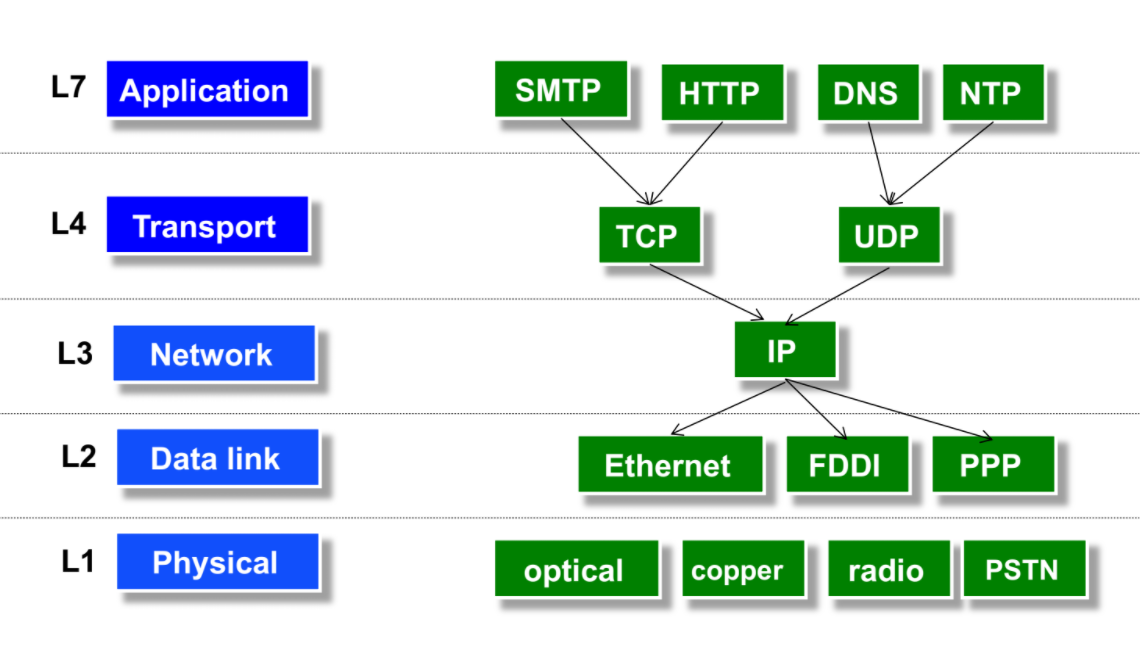 L7 Application SMTP HTTP DNS NTP
L4 Transport TCP UDP
L3 Network IP
L2 Data link Ethernet FDDI PPP
L1 Physical optical copper radio PSTN